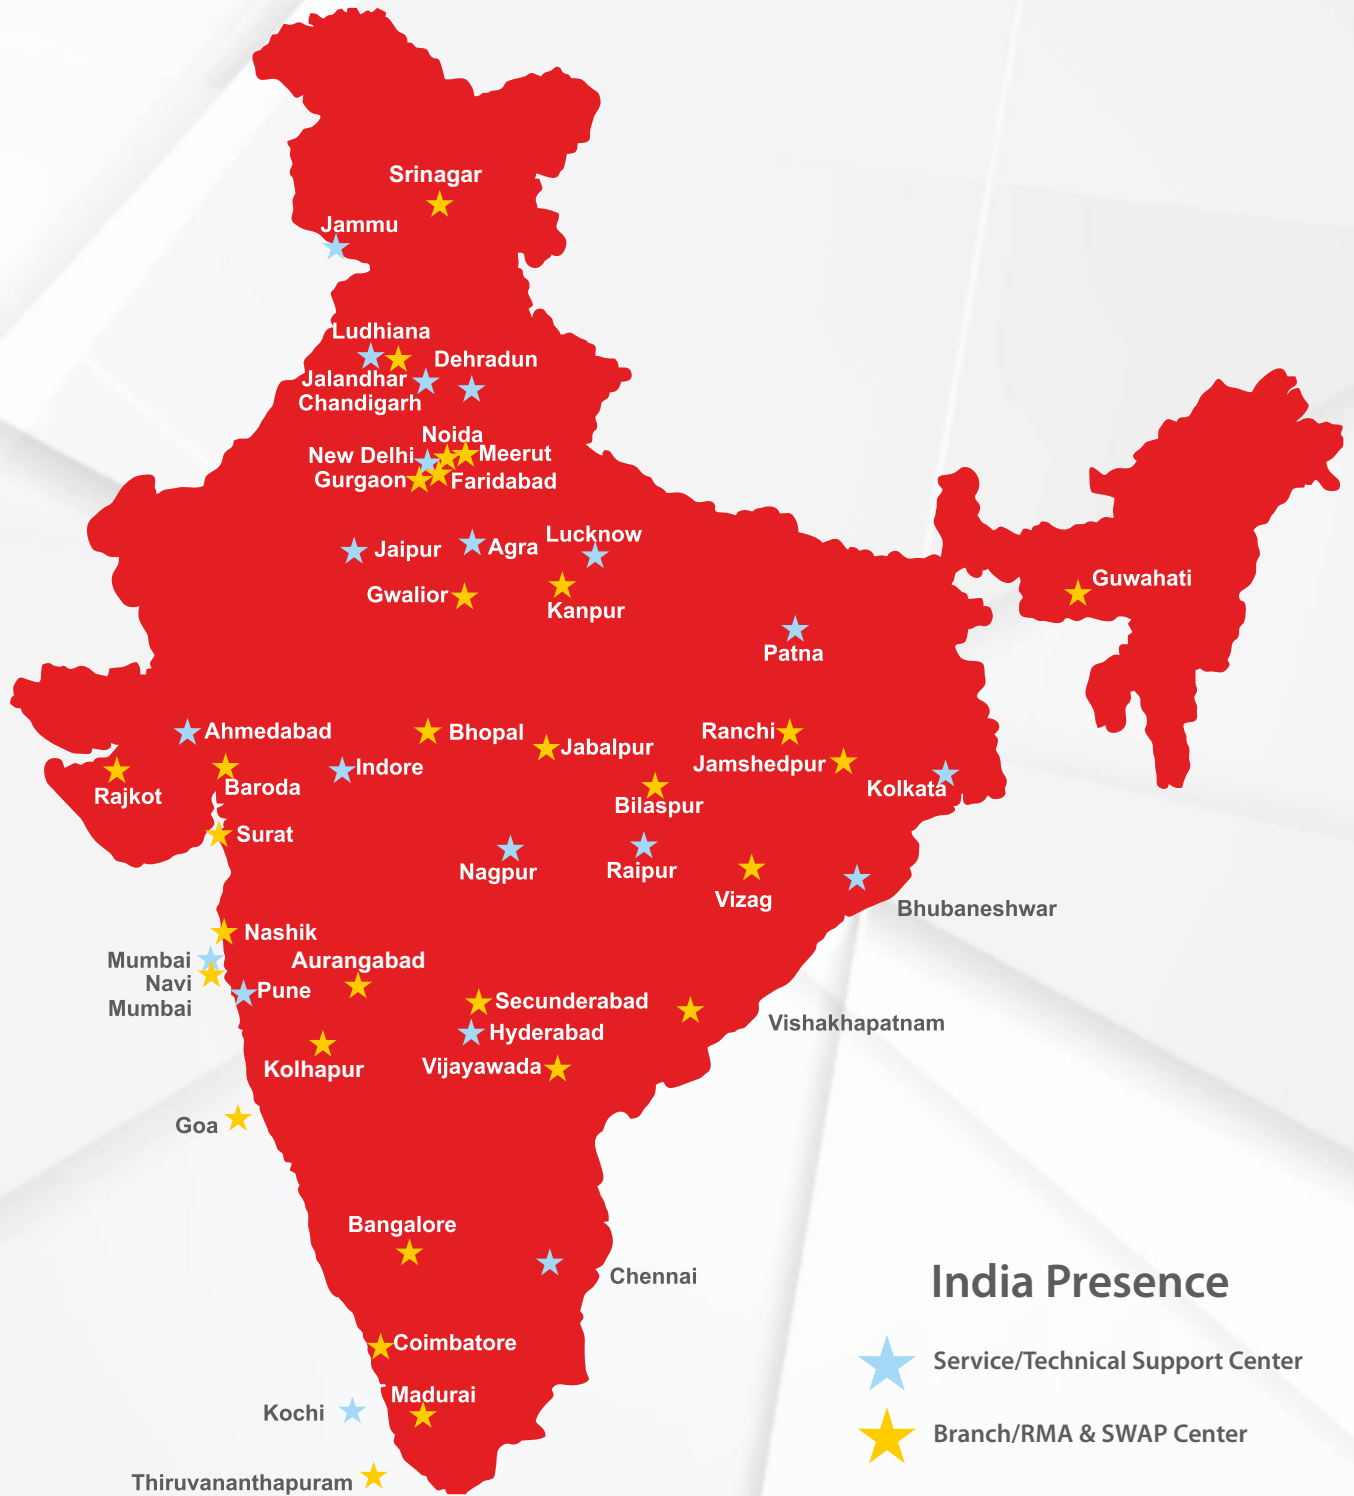 Srinagar
Jammu
Ludhiana
Dehradun
Jalandhar
Chandigarh
Noida
New Delhi
Meerut
Gurgaon
Faridabad
Lucknow
Jaipur
Agra
Guwahati
Gwalior
Kanpur
Patna
Ahmedabad
Bhopal
Ranchi
Jabalpur
Jamshedpur
Indore
Kolkata
Baroda
Rajkot
Bilaspur
Surat
Nagpur
Raipur
Vizag
Bhubaneshwar
Nashik
Mumbai
Aurangabad
Navi
Mumbai
Pune
Secunderabad
Vishakhapatnam
Hyderabad
Kolhapur
Vijayawada
Goa
Bangalore
Chennai
India Presence
Coimbatore
Service/Technical Support Center
Madurai
Kochi
Branch/RMA & SWAP Center
Thiruvananthapuram